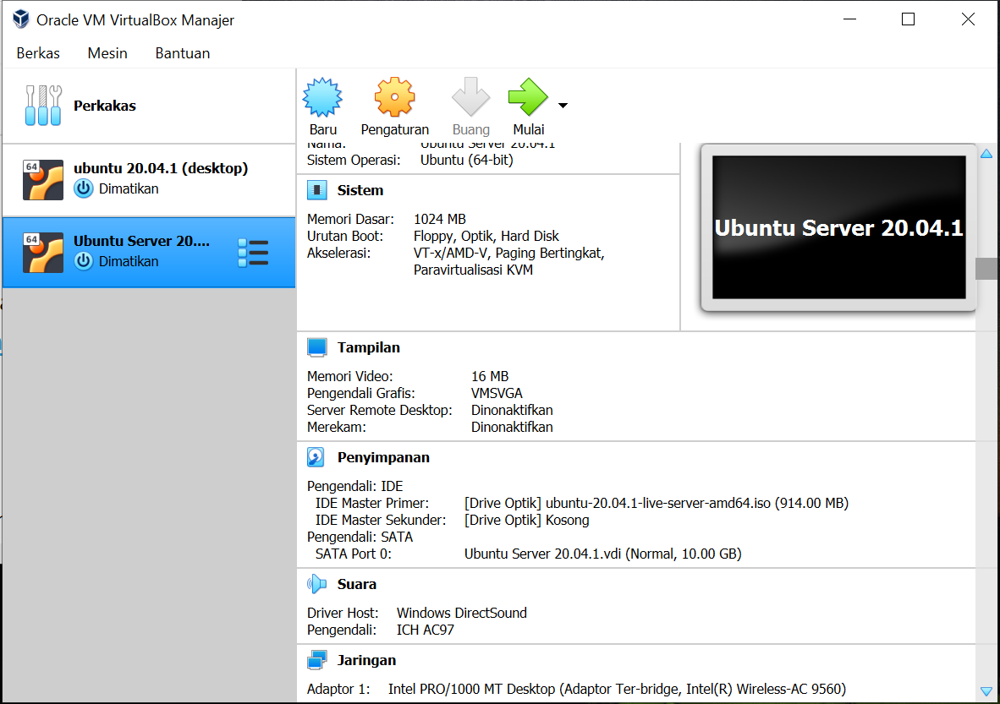 Oracle VM VirtualBox Manajer
Berkas Mesin Bantuan
Perkakas
Baru Pengaturan Buang Mulai
ubuntu 20.04.1 (desktop)
Dimatikan
Ubuntu Server 20....
Dimatikan
Nama: Ubuntu Server 20.04.1
Sistem Operasi: Ubuntu (64-bit)
Sistem
Memori Dasar: 1024 MB
Urutan Boot: Floppy, Optik, Hard Disk
Akselerasi: VT-x/AMD-V, Paging Bertingkat,
Paravirtualisasi KVM
Ubuntu Server 20.04.1
Tampilan
Memori Video: 16 MB
Pengendali Grafis: VMSVGA
Server Remote Desktop: Dinonaktifkan
Merekam: Dinonaktifkan
Penyimpanan
Pengendali: IDE
IDE Master Primer: [Drive Optik] ubuntu-20.04.1-live-server-amd64.iso (914.00 MB)
IDE Master Sekunder: [Drive Optik] Kosong
Pengendali: SATA
SATA Port 0: Ubuntu Server 20.04.1.vdi (Normal, 10.00 GB)
Suara
Driver Host: Windows DirectSound
Pengendali: ICH AC97
Jaringan
Adaptor 1: Intel PRO/1000 MT Desktop (Adaptor Ter-bridge, Intel(R) Wireless-AC 9560)
64
64